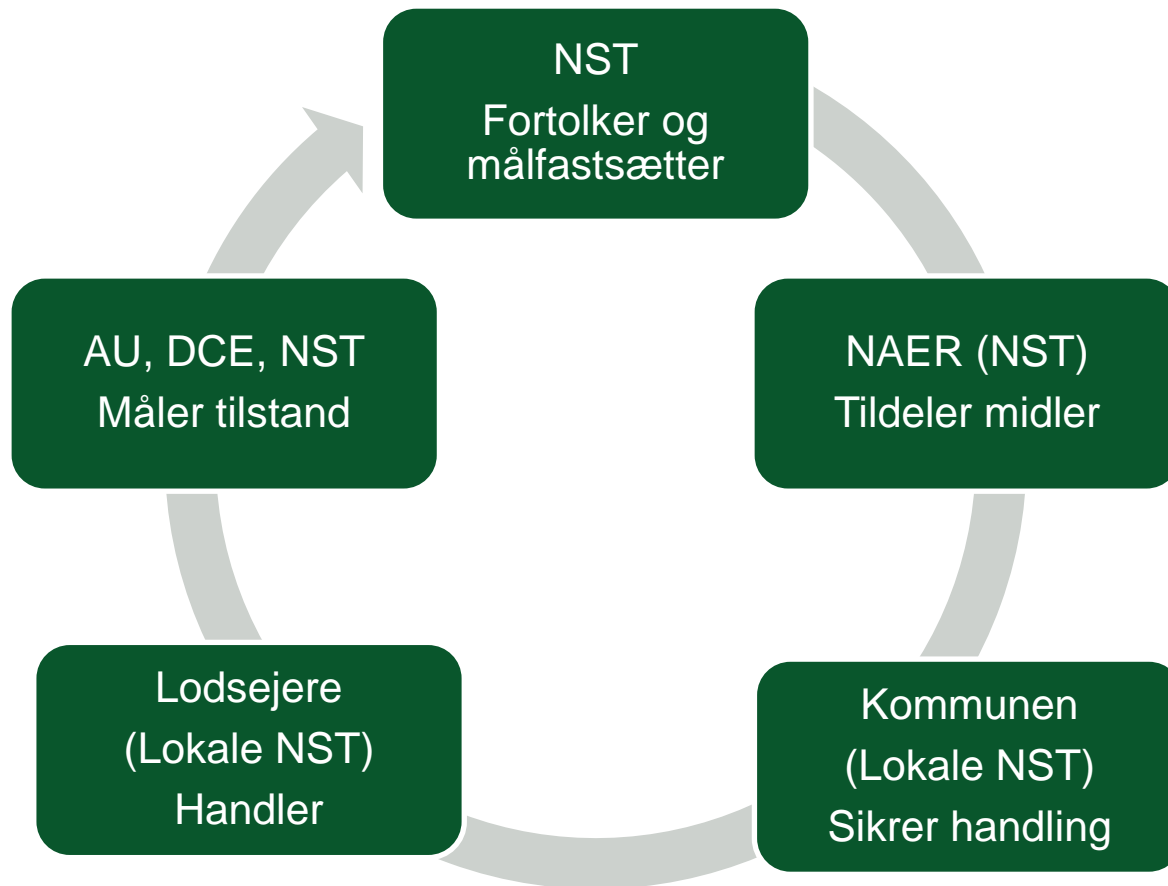 NST
Fortolker og
målfastsætter
NAER (NST)
Tildeler midler
Kommunen
(Lokale NST)
Sikrer handling
Lodsejere
(Lokale NST)
Handler
AU, DCE, NST
Måler tilstand